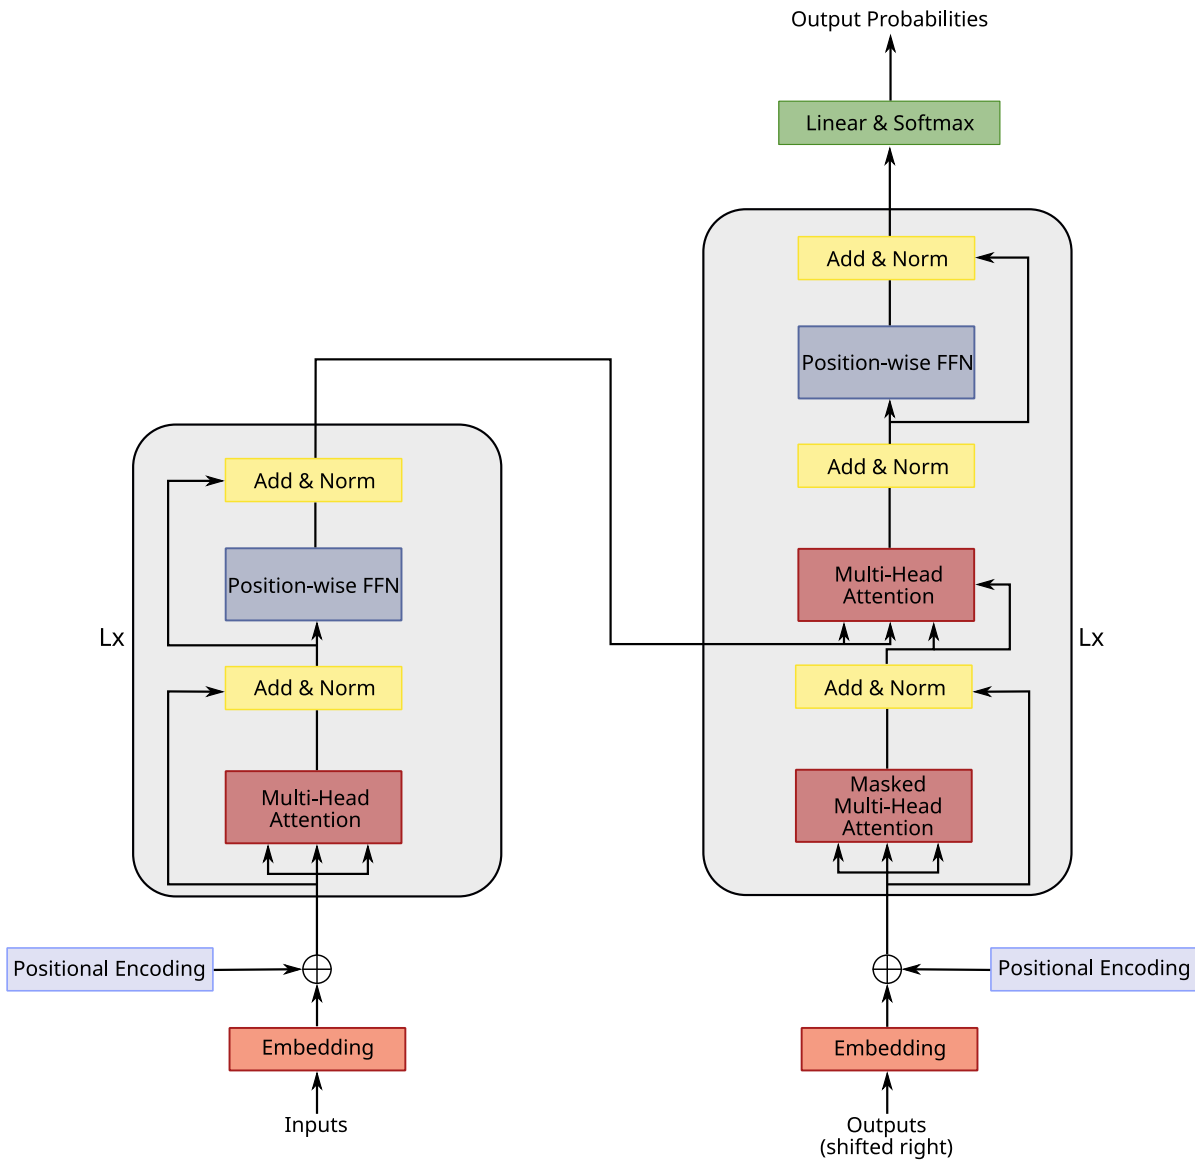 Output Probabilities
Linear & Softmax
Add & Norm
Position-wise FFN
Add & Norm
Multi-Head
Attention
Lx
Add & Norm
Masked
Multi-Head
Attention
Positional Encoding
Embedding
Outputs
(shifted right)
Add & Norm
Position-wise FFN
Lx
Add & Norm
Multi-Head
Attention
Positional Encoding
Embedding
Inputs